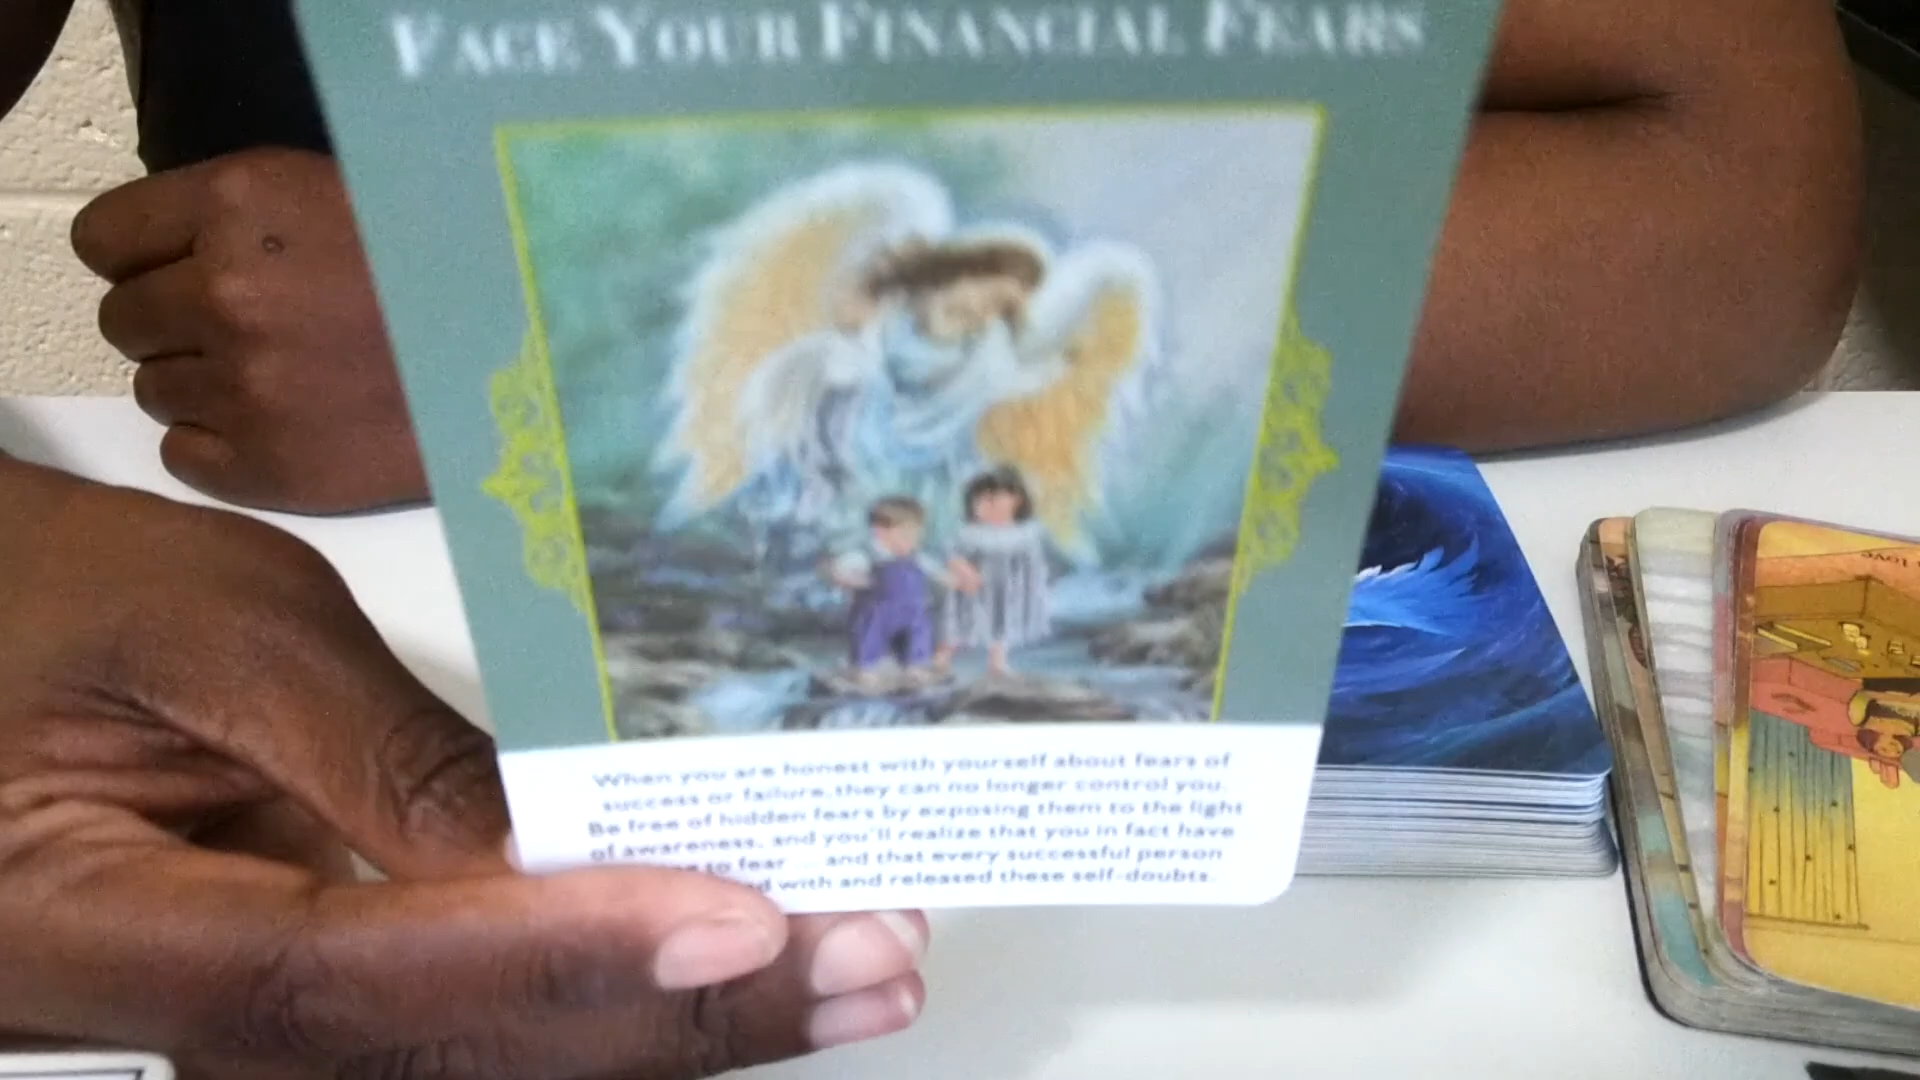 FACE YOUR FINANCIAL FEARS
When you are honest with yourself about fears of
success or failure, they can no longer control you.
Be free of hidden fears by exposing them to the light
of awareness, and you'll realize that you in fact have
to fear ... and that every successful person
with and released these self-doubts.
Love